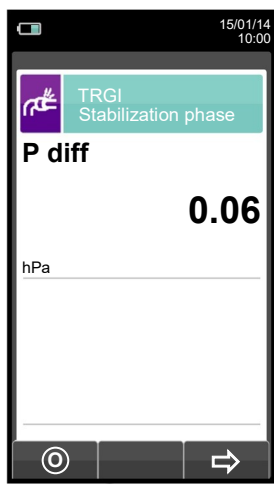 15/01/14
10:00
TRGI
Stabilization phase
P diff
0.06
hPa